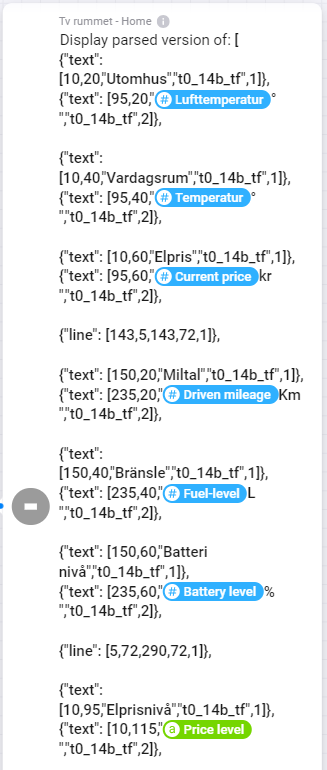 Tv rummet - Home
Display parsed version of: [
{"text":
[10,20,"Utomhus","t0_14b_tf",1]},
{"text": [95,20,"# Lufttemperatur°
","t0_14b_tf",2]},
{"text":
[10,40,"Vardagsrum","t0_14b_tf",1]},
{"text": [95,40,"# Temperatur°
","t0_14b_tf",2]},
{"text": [10,60,"Elpris","t0_14b_tf",1]},
{"text": [95,60,"# Current pricekr
","t0_14b_tf",2]},
{"line": [143,5,143,72,1]},
{"text": [150,20,"Miltal","t0_14b_tf",1]},
{"text": [235,20,"# Driven mileageKm
","t0_14b_tf",2]},
{"text":
[150,40,"Bränsle","t0_14b_tf",1]},
{"text": [235,40,"# Fuel-levelL
","t0_14b_tf",2]},
{"text": [150,60,"Batteri
nivå","t0_14b_tf",1]},
{"text": [235,60,"# Battery level%
","t0_14b_tf",2]},
{"line": [5,72,290,72,1]},
{"text":
[10,95,"Elprisnivå","t0_14b_tf",1]},
{"text": [10,115,"a Price level
","t0_14b_tf",2]},